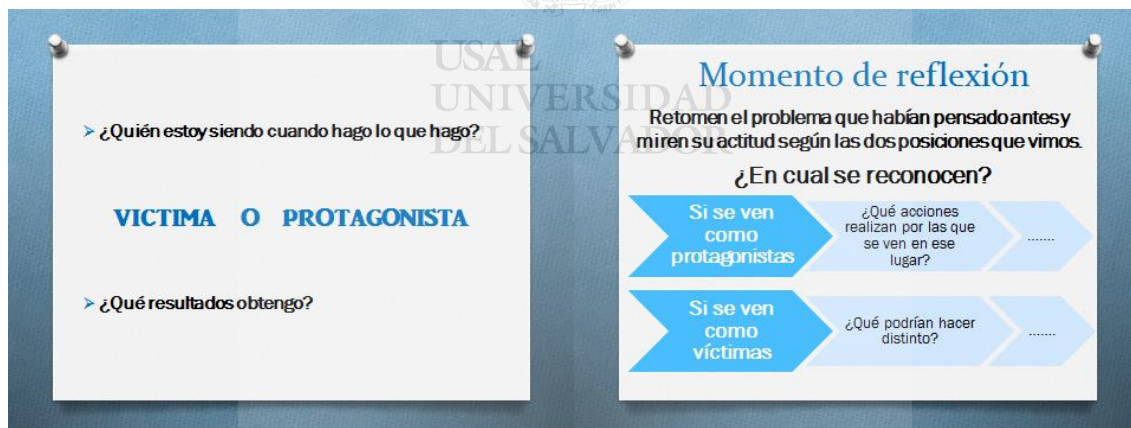 USAL
UNIVERSIDAD
DEL SALVADOR
➤ ¿Quién estoy siendo cuando hago lo que hago?
VICTIMA O PROTAGONISTA
➤ ¿Qué resultados obtengo?
Momento de reflexión
Retomen el problema que habían pensado antes y
miren su actitud según las dos posiciones que vimos.
¿En cual se reconocen?
Si se ven
como
protagonistas
¿Qué acciones
realizan por las que
se ven en ese
lugar?
.......
Si se ven
como
víctimas
¿Qué podrían hacer
distinto?
.......